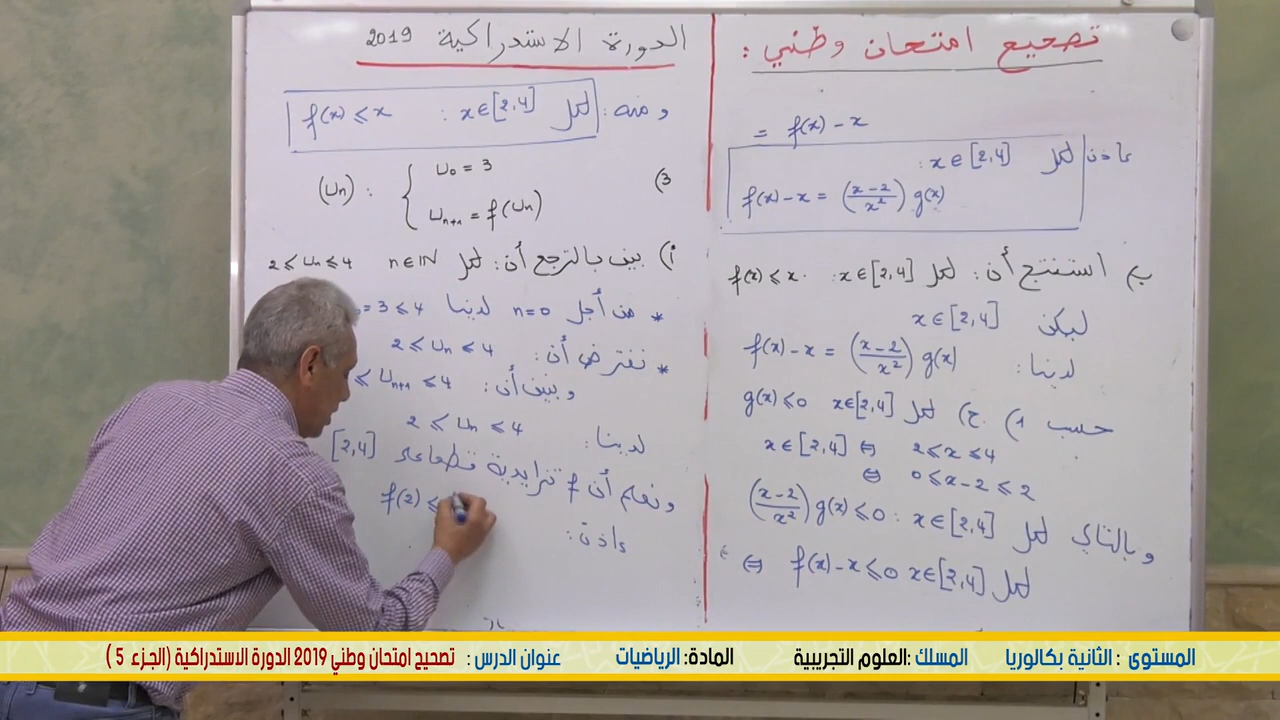 تصحيح امتحان وطني :
= f(x) - x
لكل x ∈ [2,4] :
f(x) - x = (x-2/x²) g(x)
ب) استنتج أن : لكل x ∈ [2,4] : f(x) ≤ x
ليكن x ∈ [2,4]
لدينا : f(x) - x = (x-2/x²) g(x)
حسب 1) ج) لكل x ∈ [2,4] g(x) ≤ 0
x ∈ [2,4] ⇔ 2 ≤ x ≤ 4
⇔ 0 ≤ x-2 ≤ 2
وبالتالي لكل x ∈ [2,4] : (x-2/x²) g(x) ≤ 0
⇔ f(x) - x ≤ 0 لكل x ∈ [2,4]
الدورة الاستدراكية 2019
ومنه : لكل x ∈ [2,4] : f(x) ≤ x
3) (Un) : { U0 = 3
Un+1 = f(Un)
أ) بين بالترجع أن : لكل n ∈ IN 2 ≤ Un ≤ 4
* من أجل n=0 لدينا = 3 ≤ 4
* نفترض أن : 2 ≤ Un ≤ 4
ونبين أن : ≤ Un+1 ≤ 4
لدينا : 2 ≤ Un ≤ 4
ونعلم أن f تزايدية قطعا على [2,4]
إذن : f(2) ≤
المستوى : الثانية بكالوريا المسلك : العلوم التجريبية المادة : الرياضيات عنوان الدرس : تصحيح امتحان وطني 2019 الدورة الاستدراكية (الجزء 5 )